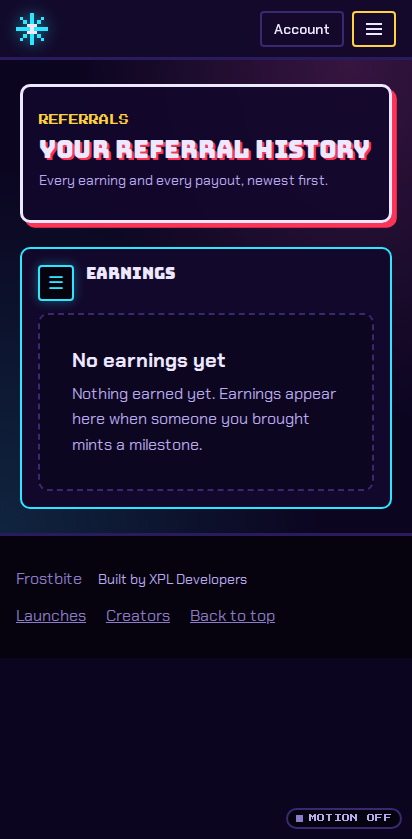 Account
REFERRALS
YOUR REFERRAL HISTORY
Every earning and every payout, newest first.
EARNINGS
No earnings yet
Nothing earned yet. Earnings appear
here when someone you brought
mints a milestone.
Frostbite Built by XPL Developers
Launches Creators Back to top
MOTION OFF